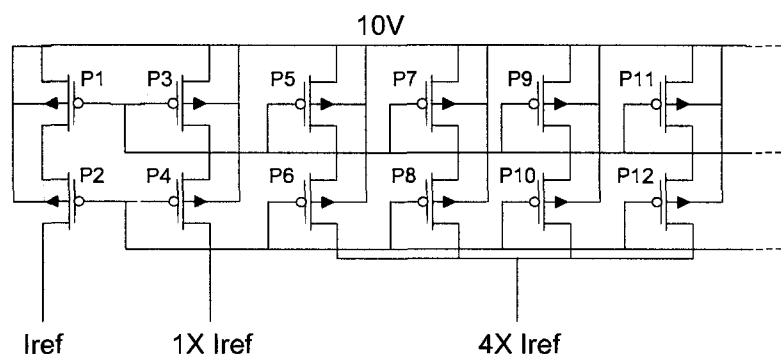 10V
P1 P3 P5 P7 P9 P11
P2 P4 P6 P8 P10 P12
Iref 1X Iref 4X Iref